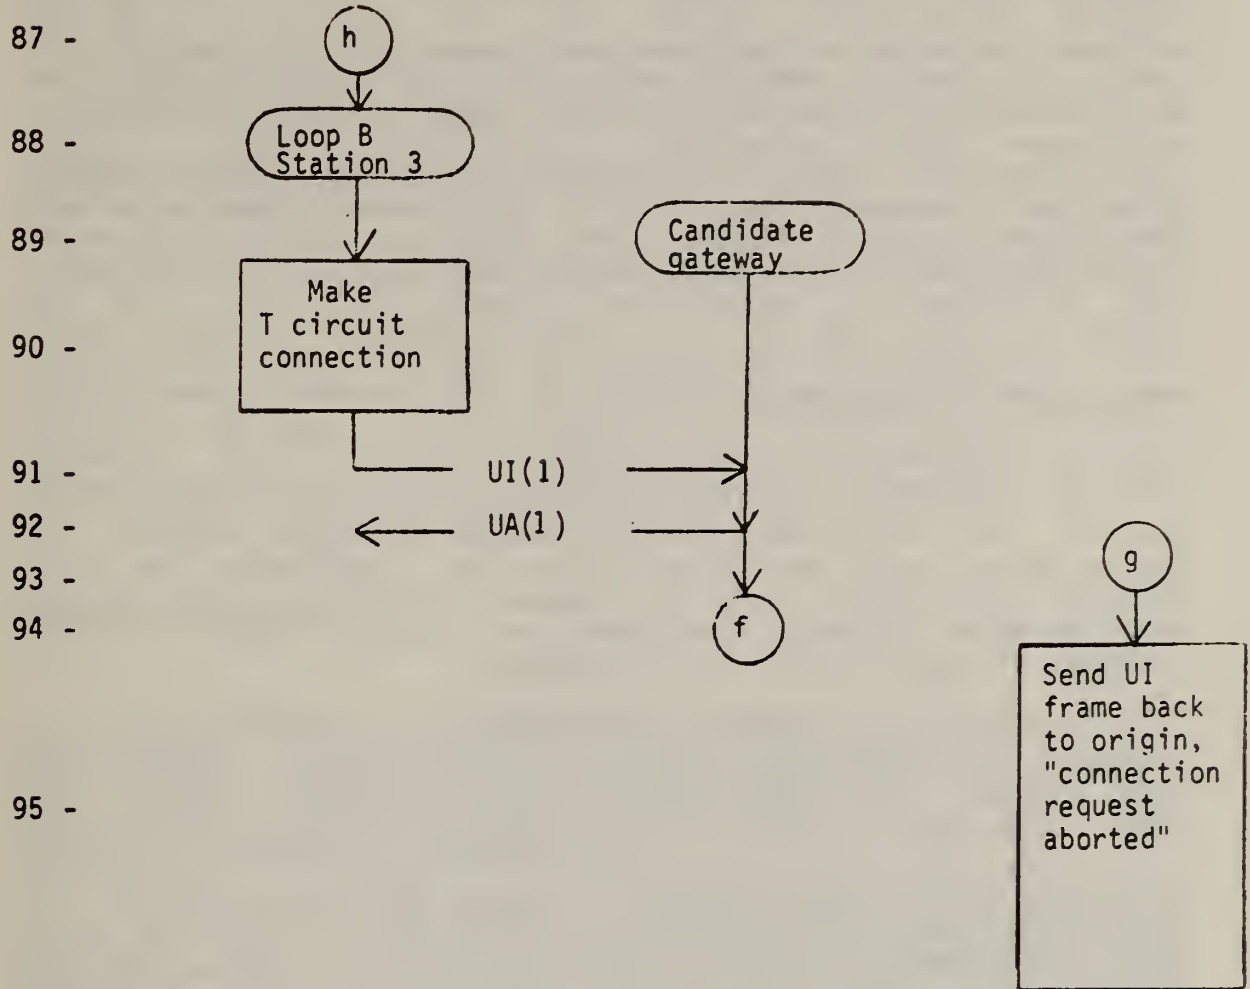 87 -
h
88 -
Loop B
Station 3
89 -
Candidate
gateway
Make
T circuit
connection
90 -
91 -
UI(1)
92 -
UA(1)
93 -
g
94 -
f
Send UI
frame back
to origin,
"connection
request
aborted"
95 -